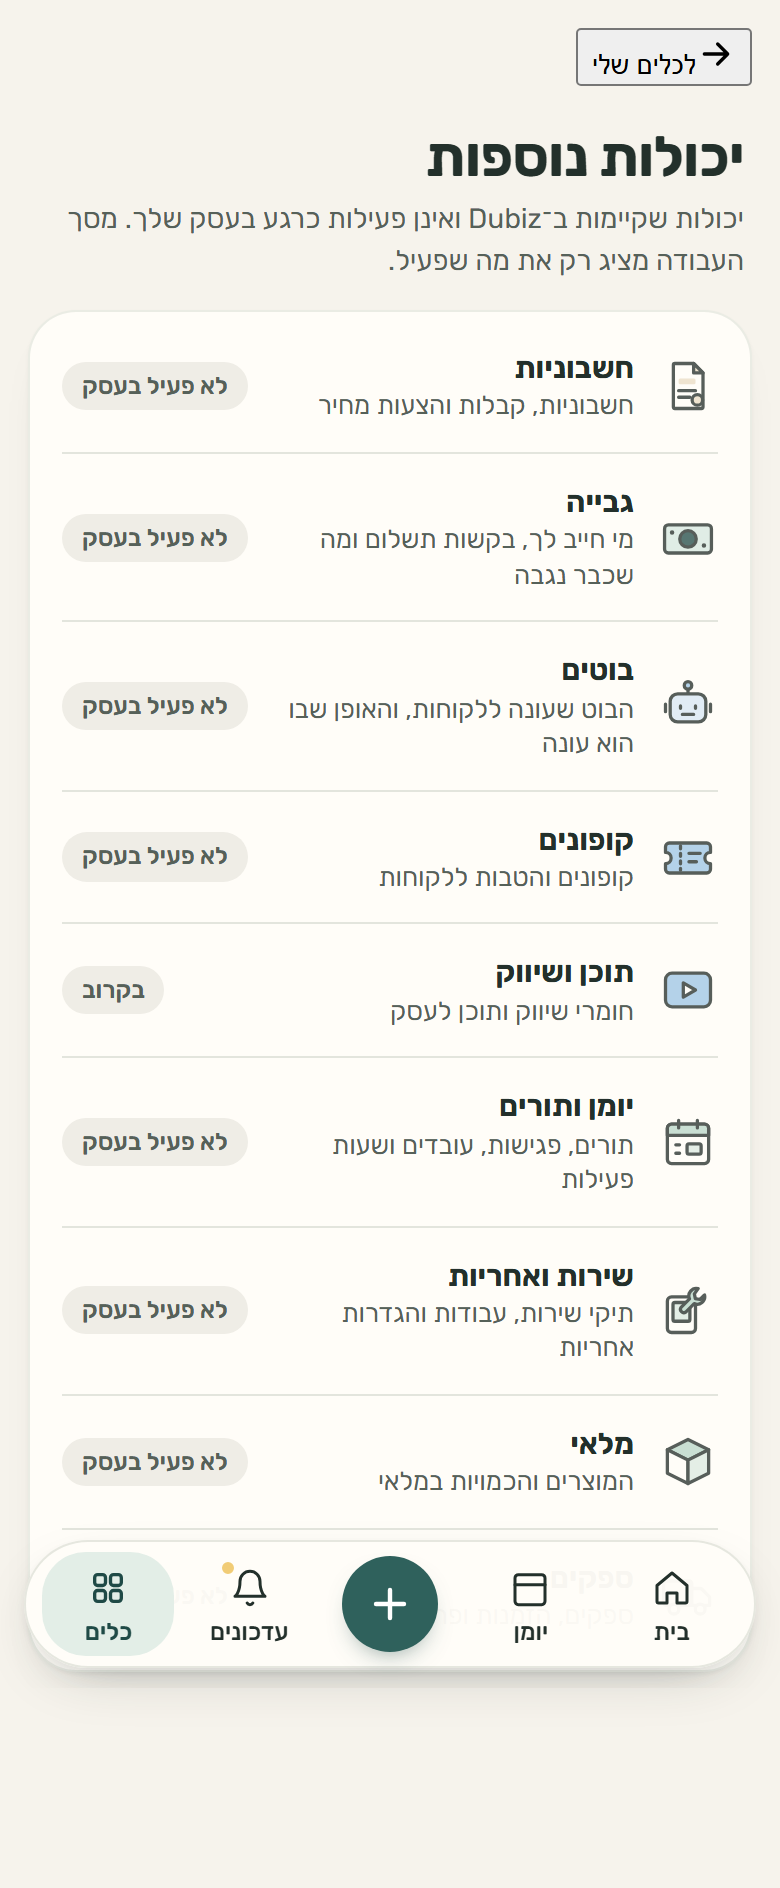 לכלים שלי
יכולות נוספות
יכולות שקיימות ב־Dubiz ואינן פעילות כרגע בעסק שלך. מסך
העבודה מציג רק את מה שפעיל.
חשבוניות
חשבוניות, קבלות והצעות מחיר
לא פעיל בעסק
גבייה
מי חייב לך, בקשות תשלום ומה
שכבר נגבה
לא פעיל בעסק
בוטים
הבוט שעונה ללקוחות, והאופן שבו
הוא עונה
לא פעיל בעסק
קופונים
קופונים והטבות ללקוחות
לא פעיל בעסק
תוכן ושיווק
חומרי שיווק ותוכן לעסק
בקרוב
יומן ותורים
תורים, פגישות, עובדים ושעות
פעילות
לא פעיל בעסק
שירות ואחריות
תיקי שירות, עבודות והגדרות
אחריות
לא פעיל בעסק
מלאי
המוצרים והכמויות במלאי
לא פעיל בעסק
ספקים
ספקים, הזמנות
לא
בית
יומן
עדכונים
כלים